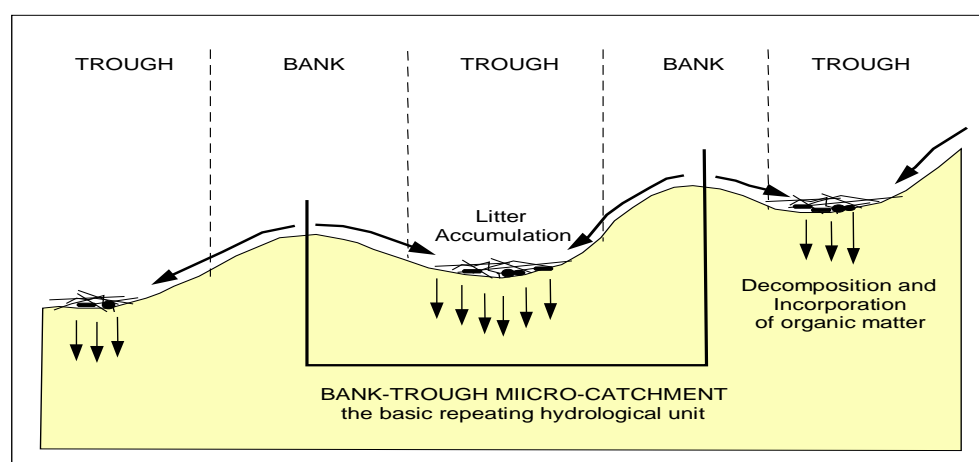 TROUGH BANK TROUGH BANK TROUGH
Litter
Accumulation
Decomposition and
Incorporation
of organic matter
BANK-TROUGH MIICRO-CATCHMENT
the basic repeating hydrological unit